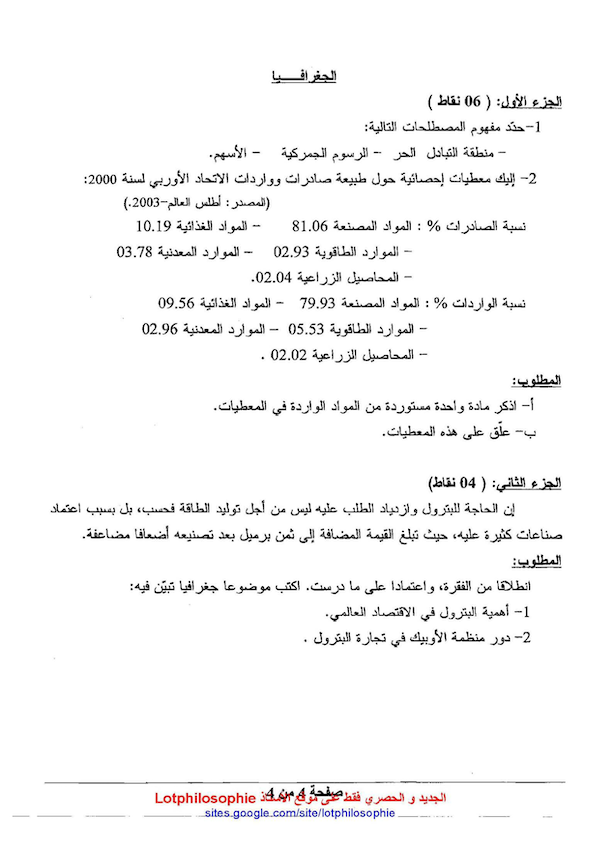 الجغرافـــــيا
الجزء الأول: ( 06 نقاط )
1-حدّد مفهوم المصطلحات التالية:
- منطقة التبادل الحر - الرسوم الجمركية - الأسهم.
2- إليك معطيات إحصائية حول طبيعة صادرات وواردات الاتحاد الأوربي لسنة 2000:
(المصدر: أطلس العالم-2003.)
نسبة الصادرات % : المواد المصنعة 81.06 - المواد الغذائية 10.19
- الموارد الطاقوية 02.93 - الموارد المعدنية 03.78
- المحاصيل الزراعية 02.04.
نسبة الواردات % : المواد المصنعة 79.93 - المواد الغذائية 09.56
- الموارد الطاقوية 05.53 - الموارد المعدنية 02.96
- المحاصيل الزراعية 02.02 .
المطلوب:
أ- اذكر مادة واحدة مستوردة من المواد الواردة في المعطيات.
ب- علّق على هذه المعطيات.
الجزء الثاني: ( 04 نقاط)
إن الحاجة للبترول وازدياد الطلب عليه ليس من أجل توليد الطاقة فحسب، بل بسبب اعتماد
صناعات كثيرة عليه، حيث تبلغ القيمة المضافة إلى ثمن برميل بعد تصنيعه أضعافا مضاعفة.
المطلوب:
انطلاقا من الفقرة، واعتمادا على ما درست. اكتب موضوعا جغرافيا تبيّن فيه:
1- أهمية البترول في الاقتصاد العالمي.
2- دور منظمة الأوبيك في تجارة البترول .
صفحة 4 من 4
الجديد و الحصري فقط على موقع الأستاذ Lotphilosophie
sites.google.com/site/lotphilosophie